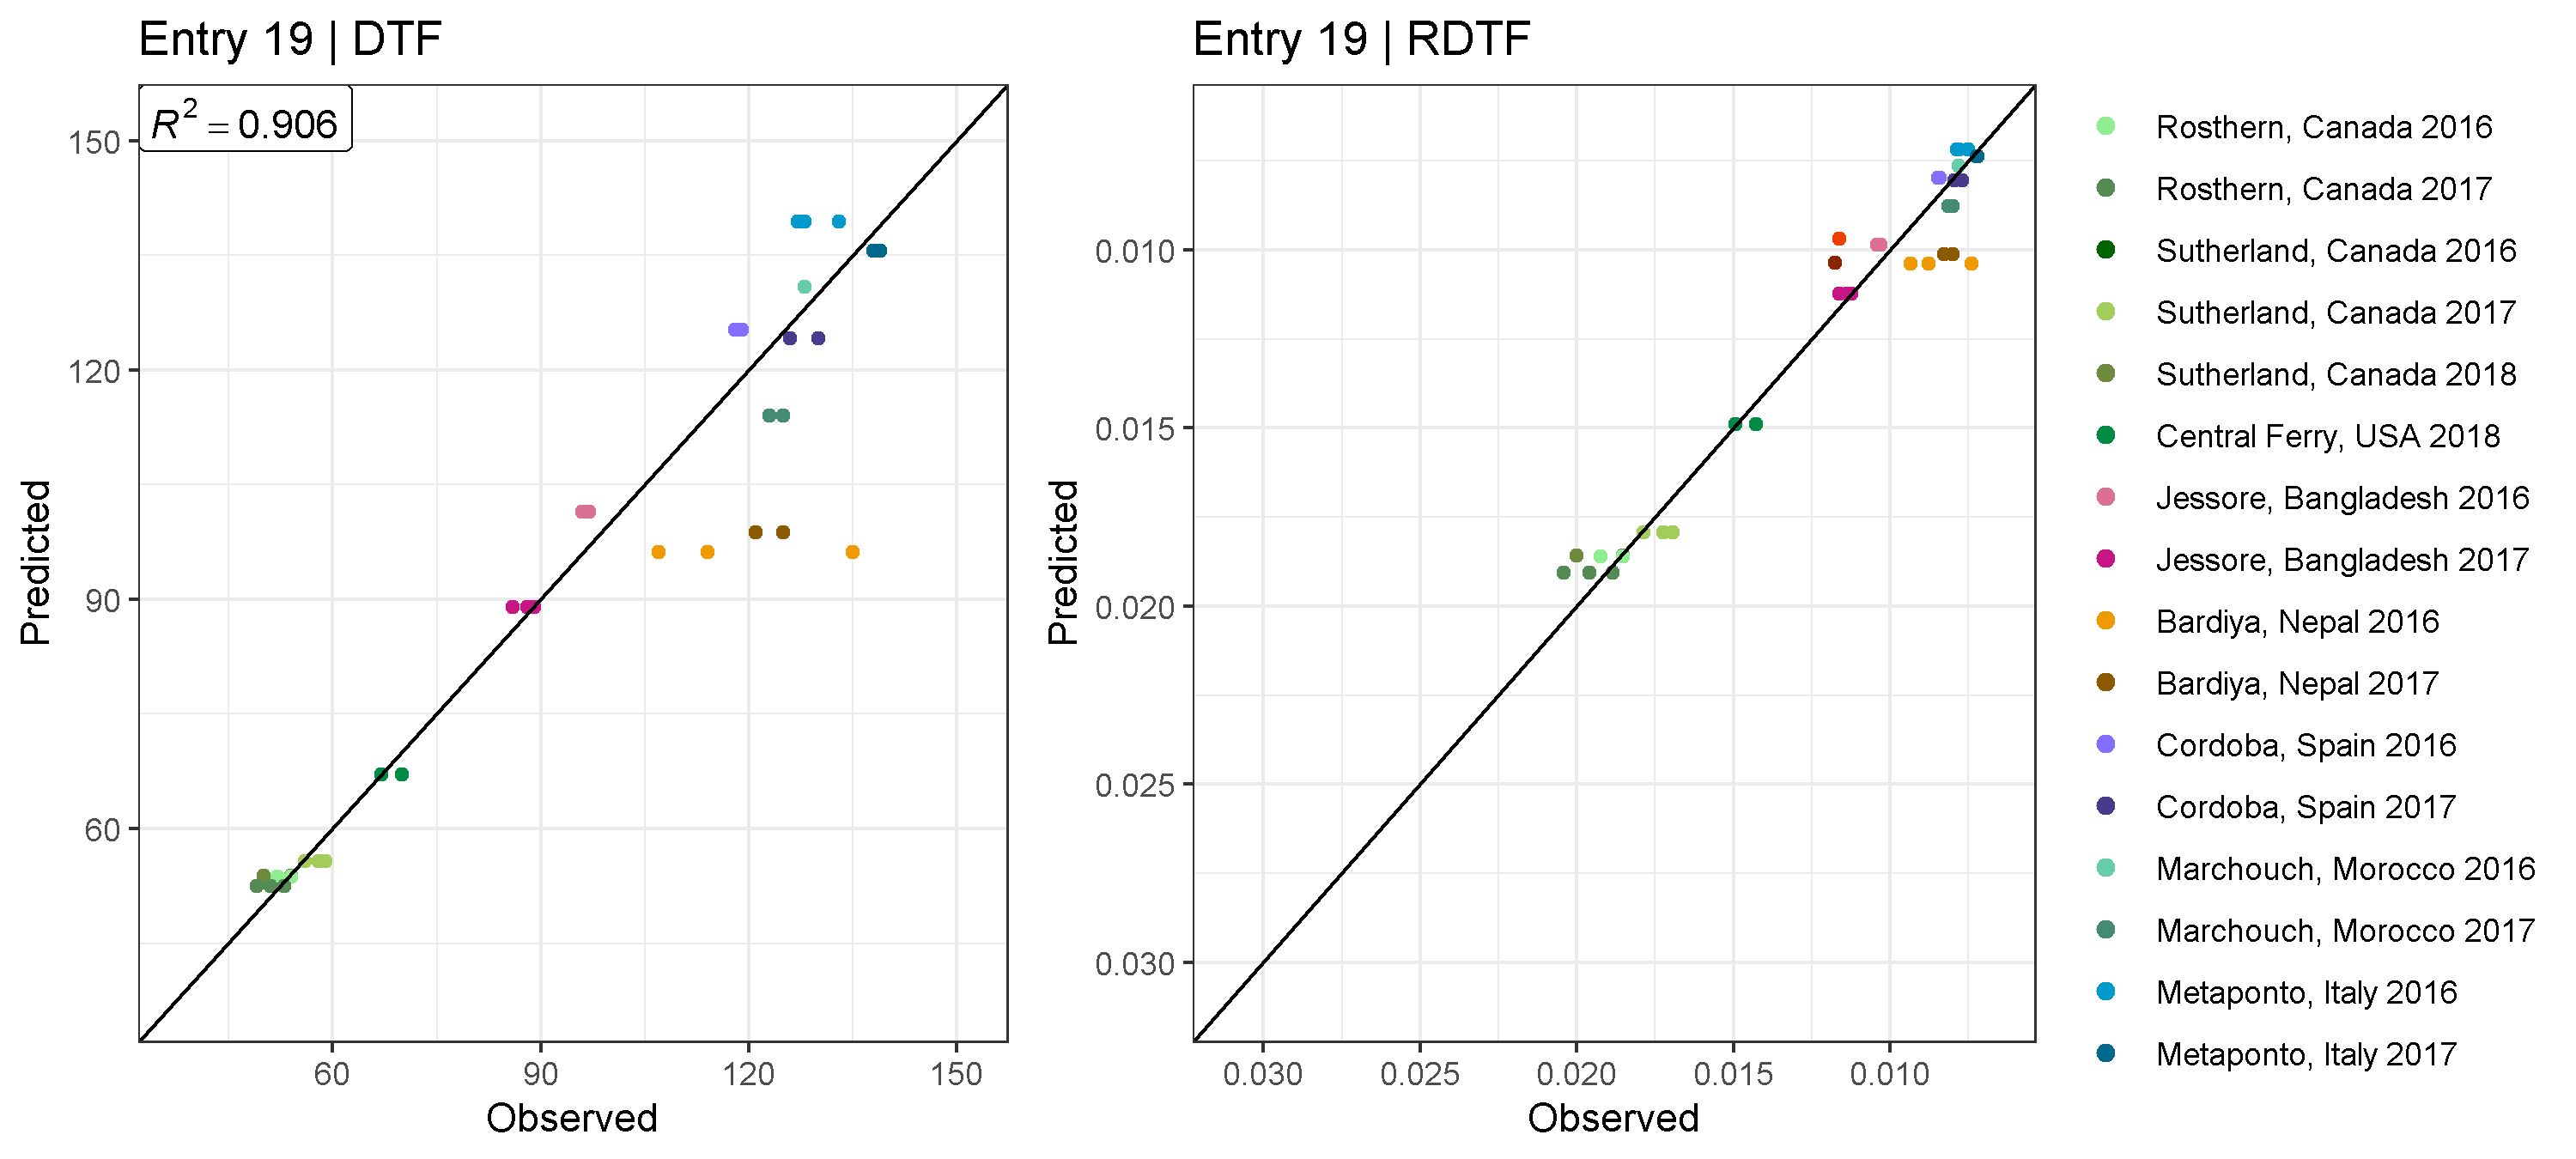 Entry 19 | DTF
R² = 0.906
150
120
90
60
60
90
120
150
Predicted
Observed
Entry 19 | RDTF
0.010
0.015
0.020
0.025
0.030
0.030
0.025
0.020
0.015
0.010
Predicted
Observed
Rosthern, Canada 2016
Rosthern, Canada 2017
Sutherland, Canada 2016
Sutherland, Canada 2017
Sutherland, Canada 2018
Central Ferry, USA 2018
Jessore, Bangladesh 2016
Jessore, Bangladesh 2017
Bardiya, Nepal 2016
Bardiya, Nepal 2017
Cordoba, Spain 2016
Cordoba, Spain 2017
Marchouch, Morocco 2016
Marchouch, Morocco 2017
Metaponto, Italy 2016
Metaponto, Italy 2017